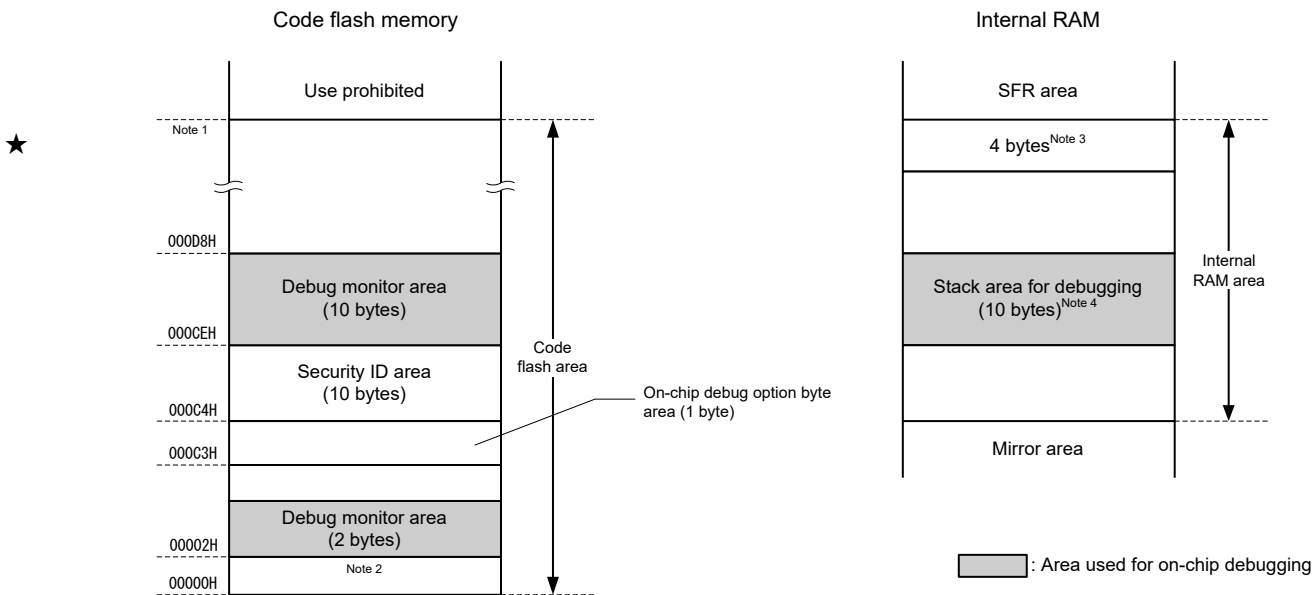 Code flash memory
Use prohibited
Note 1
★
000D8H
Debug monitor area
(10 bytes)
000CEH
Security ID area
(10 bytes)
000C4H
000C3H
Debug monitor area
(2 bytes)
00002H
Note 2
00000H
Code
flash area
On-chip debug option byte
area (1 byte)
Internal RAM
SFR area
4 bytesNote 3
Stack area for debugging
(10 bytes)Note 4
Internal
RAM area
Mirror area
: Area used for on-chip debugging